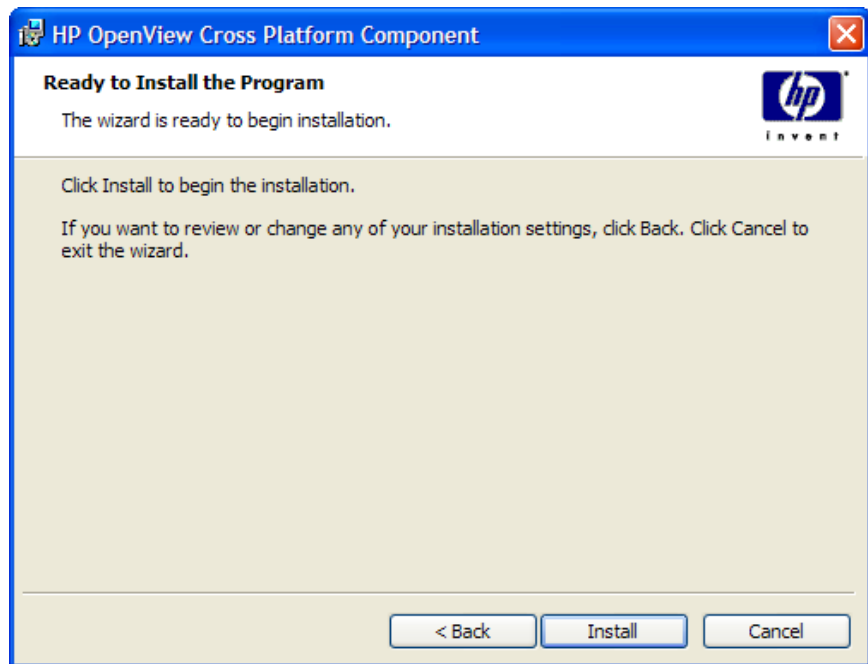 HP OpenView Cross Platform Component
Ready to Install the Program
The wizard is ready to begin installation.
hp
invent
Click Install to begin the installation.
If you want to review or change any of your installation settings, click Back. Click Cancel to
exit the wizard.
< Back
Install
Cancel